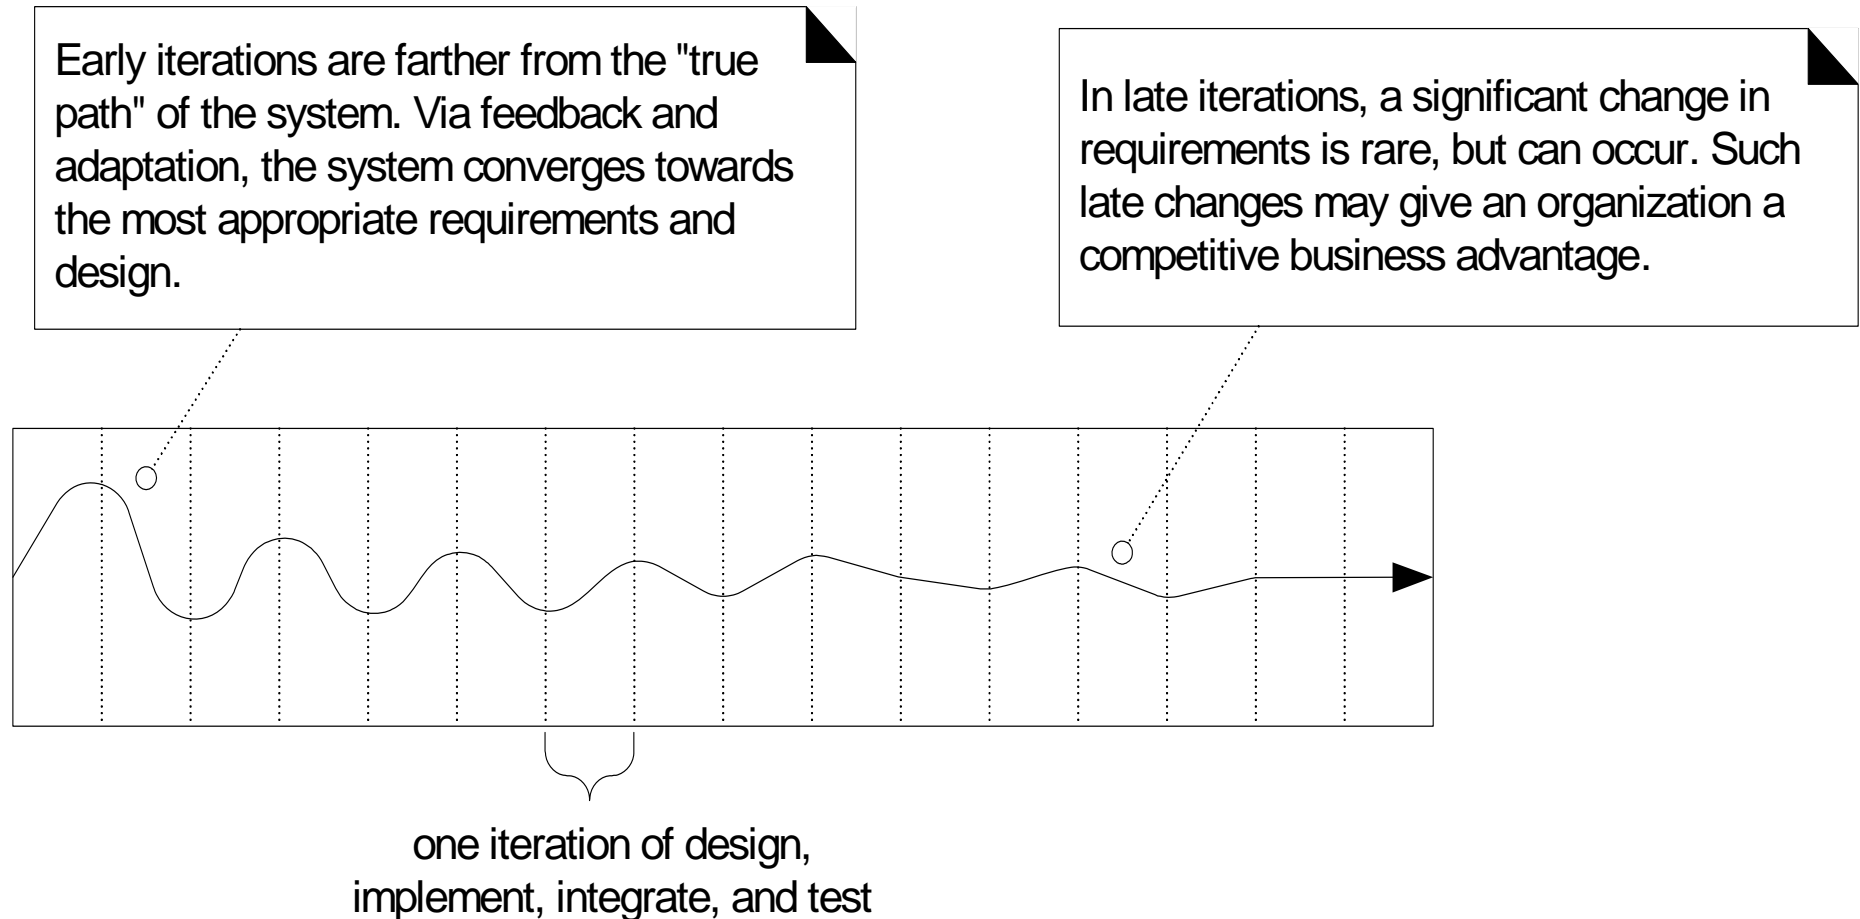 Early iterations are farther from the "true
path" of the system. Via feedback and
adaptation, the system converges towards
the most appropriate requirements and
design.
In late iterations, a significant change in
requirements is rare, but can occur. Such
late changes may give an organization a
competitive business advantage.
one iteration of design,
implement, integrate, and test